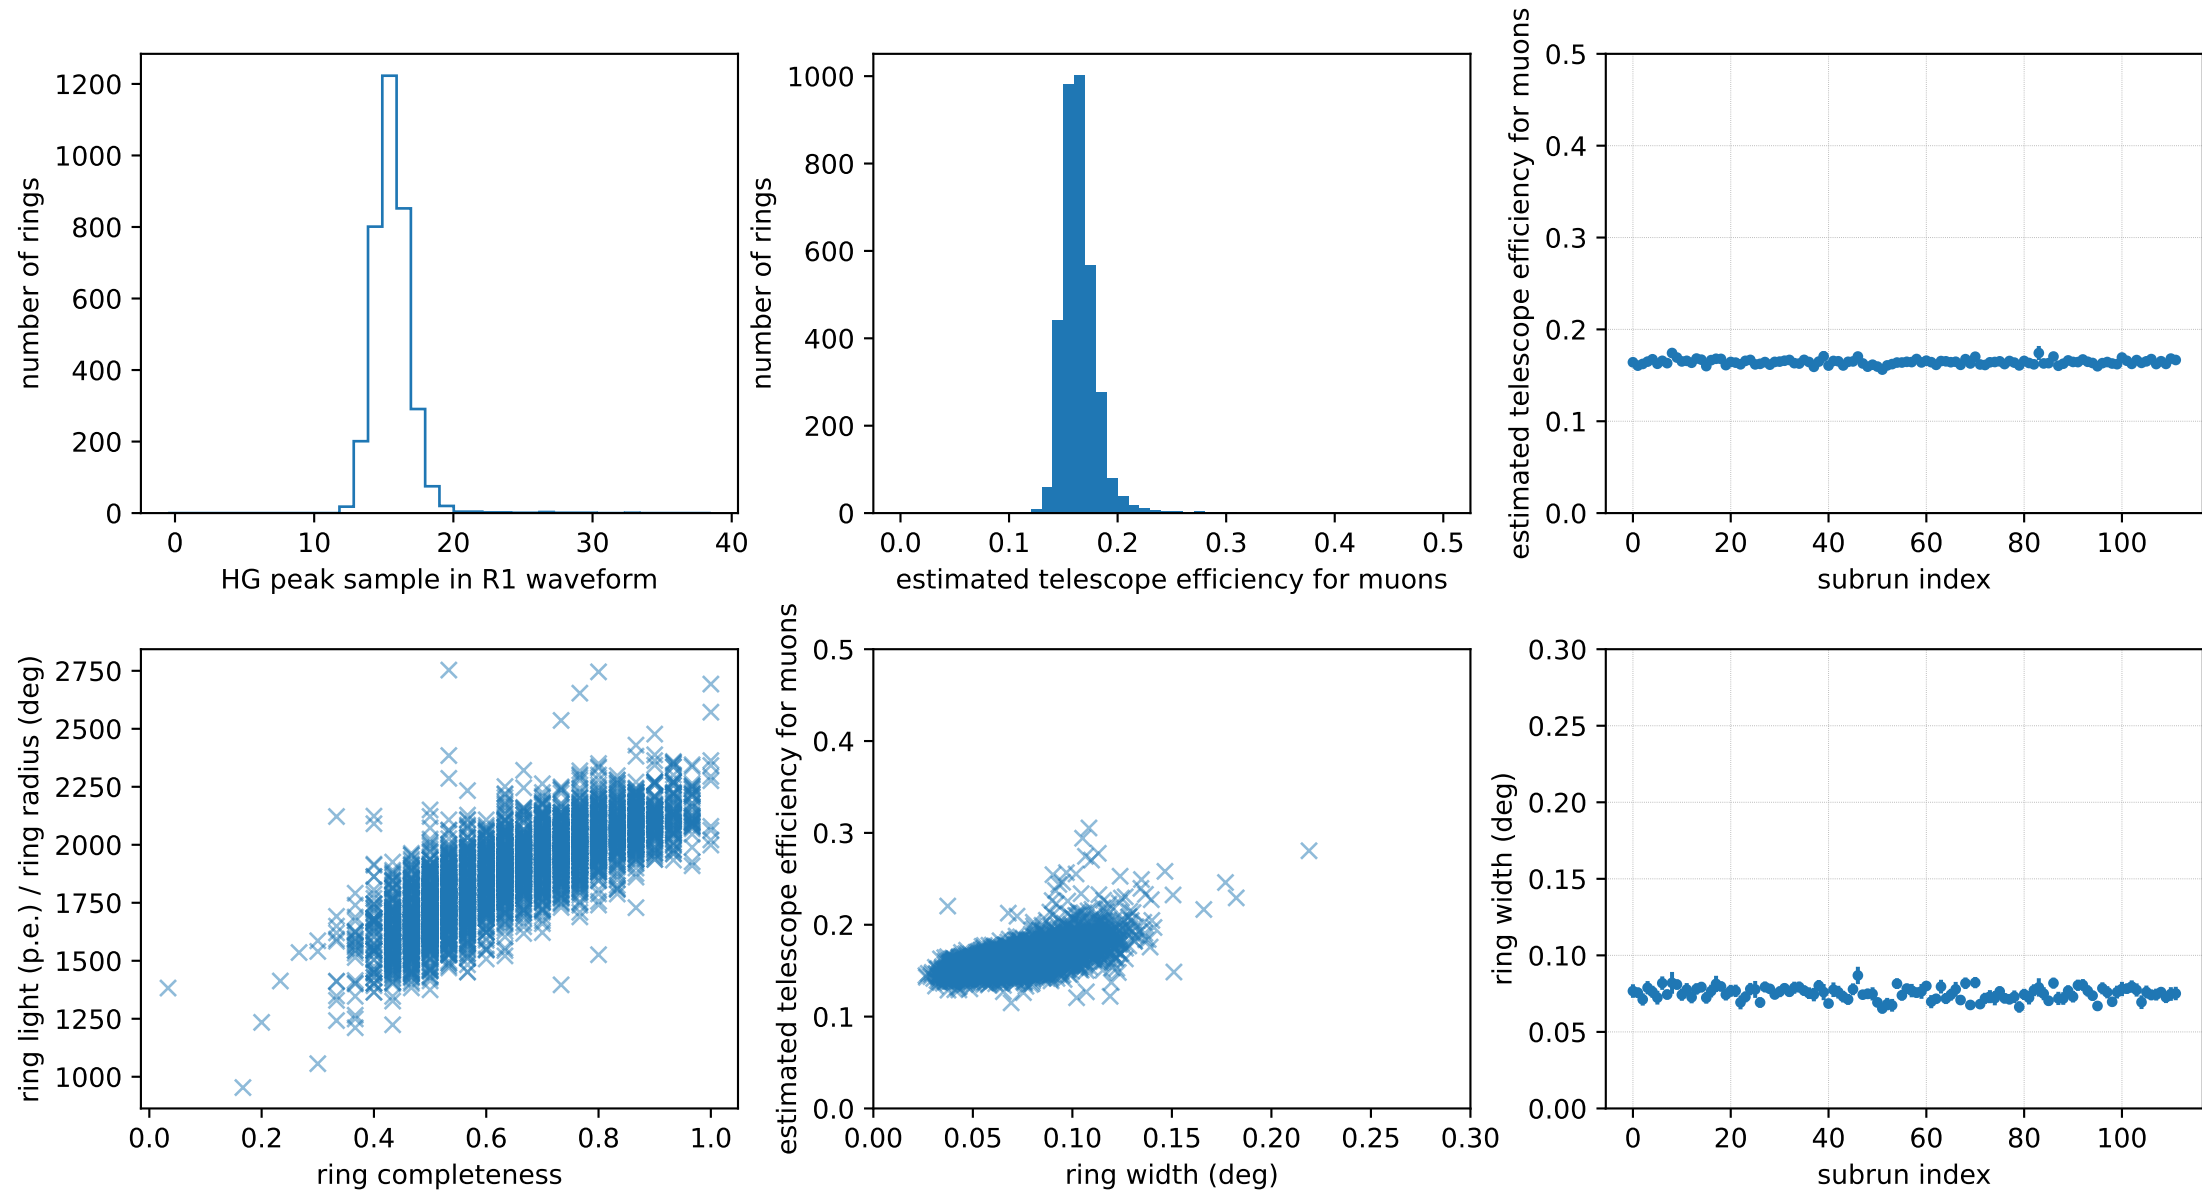 number of rings
1200
1000
800
600
400
200
0
0 10 20 30 40
HG peak sample in R1 waveform
number of rings
1000
800
600
400
200
0
0.0 0.1 0.2 0.3 0.4 0.5
estimated telescope efficiency for muons
estimated telescope efficiency for muons
0.5
0.4
0.3
0.2
0.1
0.0
0 20 40 60 80 100
subrun index
ring light (p.e.) / ring radius (deg)
2750
2500
2250
2000
1750
1500
1250
1000
0.0 0.2 0.4 0.6 0.8 1.0
ring completeness
estimated telescope efficiency for muons
0.5
0.4
0.3
0.2
0.1
0.0
0.00 0.05 0.10 0.15 0.20 0.25 0.30
ring width (deg)
ring width (deg)
0.30
0.25
0.20
0.15
0.10
0.05
0.00
0 20 40 60 80 100
subrun index